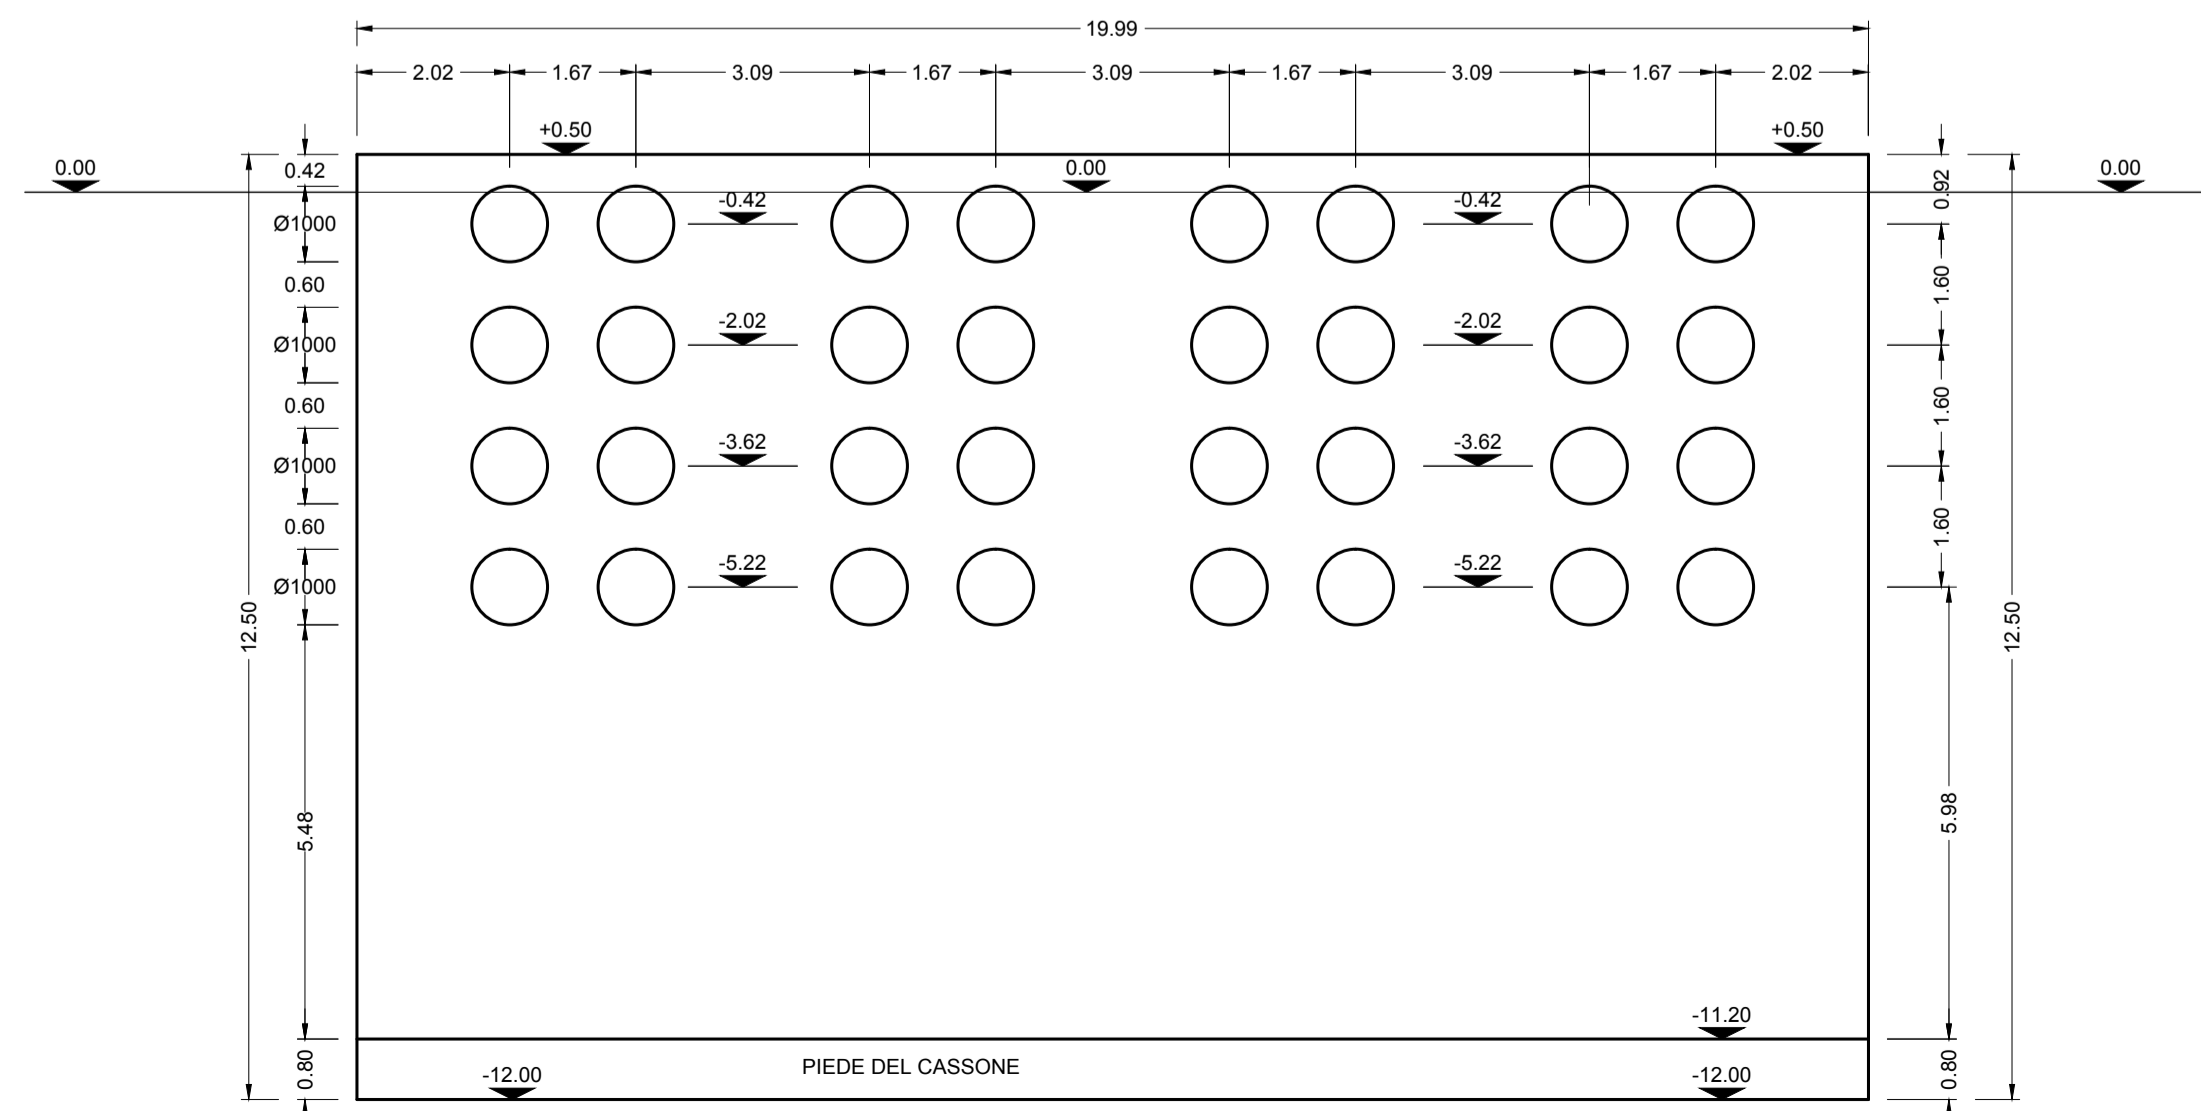 19.99
2.02 1.67 3.09 1.67 3.09 1.67 3.09 1.67 2.02
+0.50 +0.50
0.00 0.42 0.00 0.92 0.00
Ø1000 -0.42 -0.42
0.60 1.60
Ø1000 -2.02 -2.02
0.60 1.60
Ø1000 -3.62 -3.62
0.60 1.60
Ø1000 -5.22 -5.22
12.50 12.50
5.48 5.98
-11.20
0.80 PIEDE DEL CASSONE 0.80
-12.00 -12.00